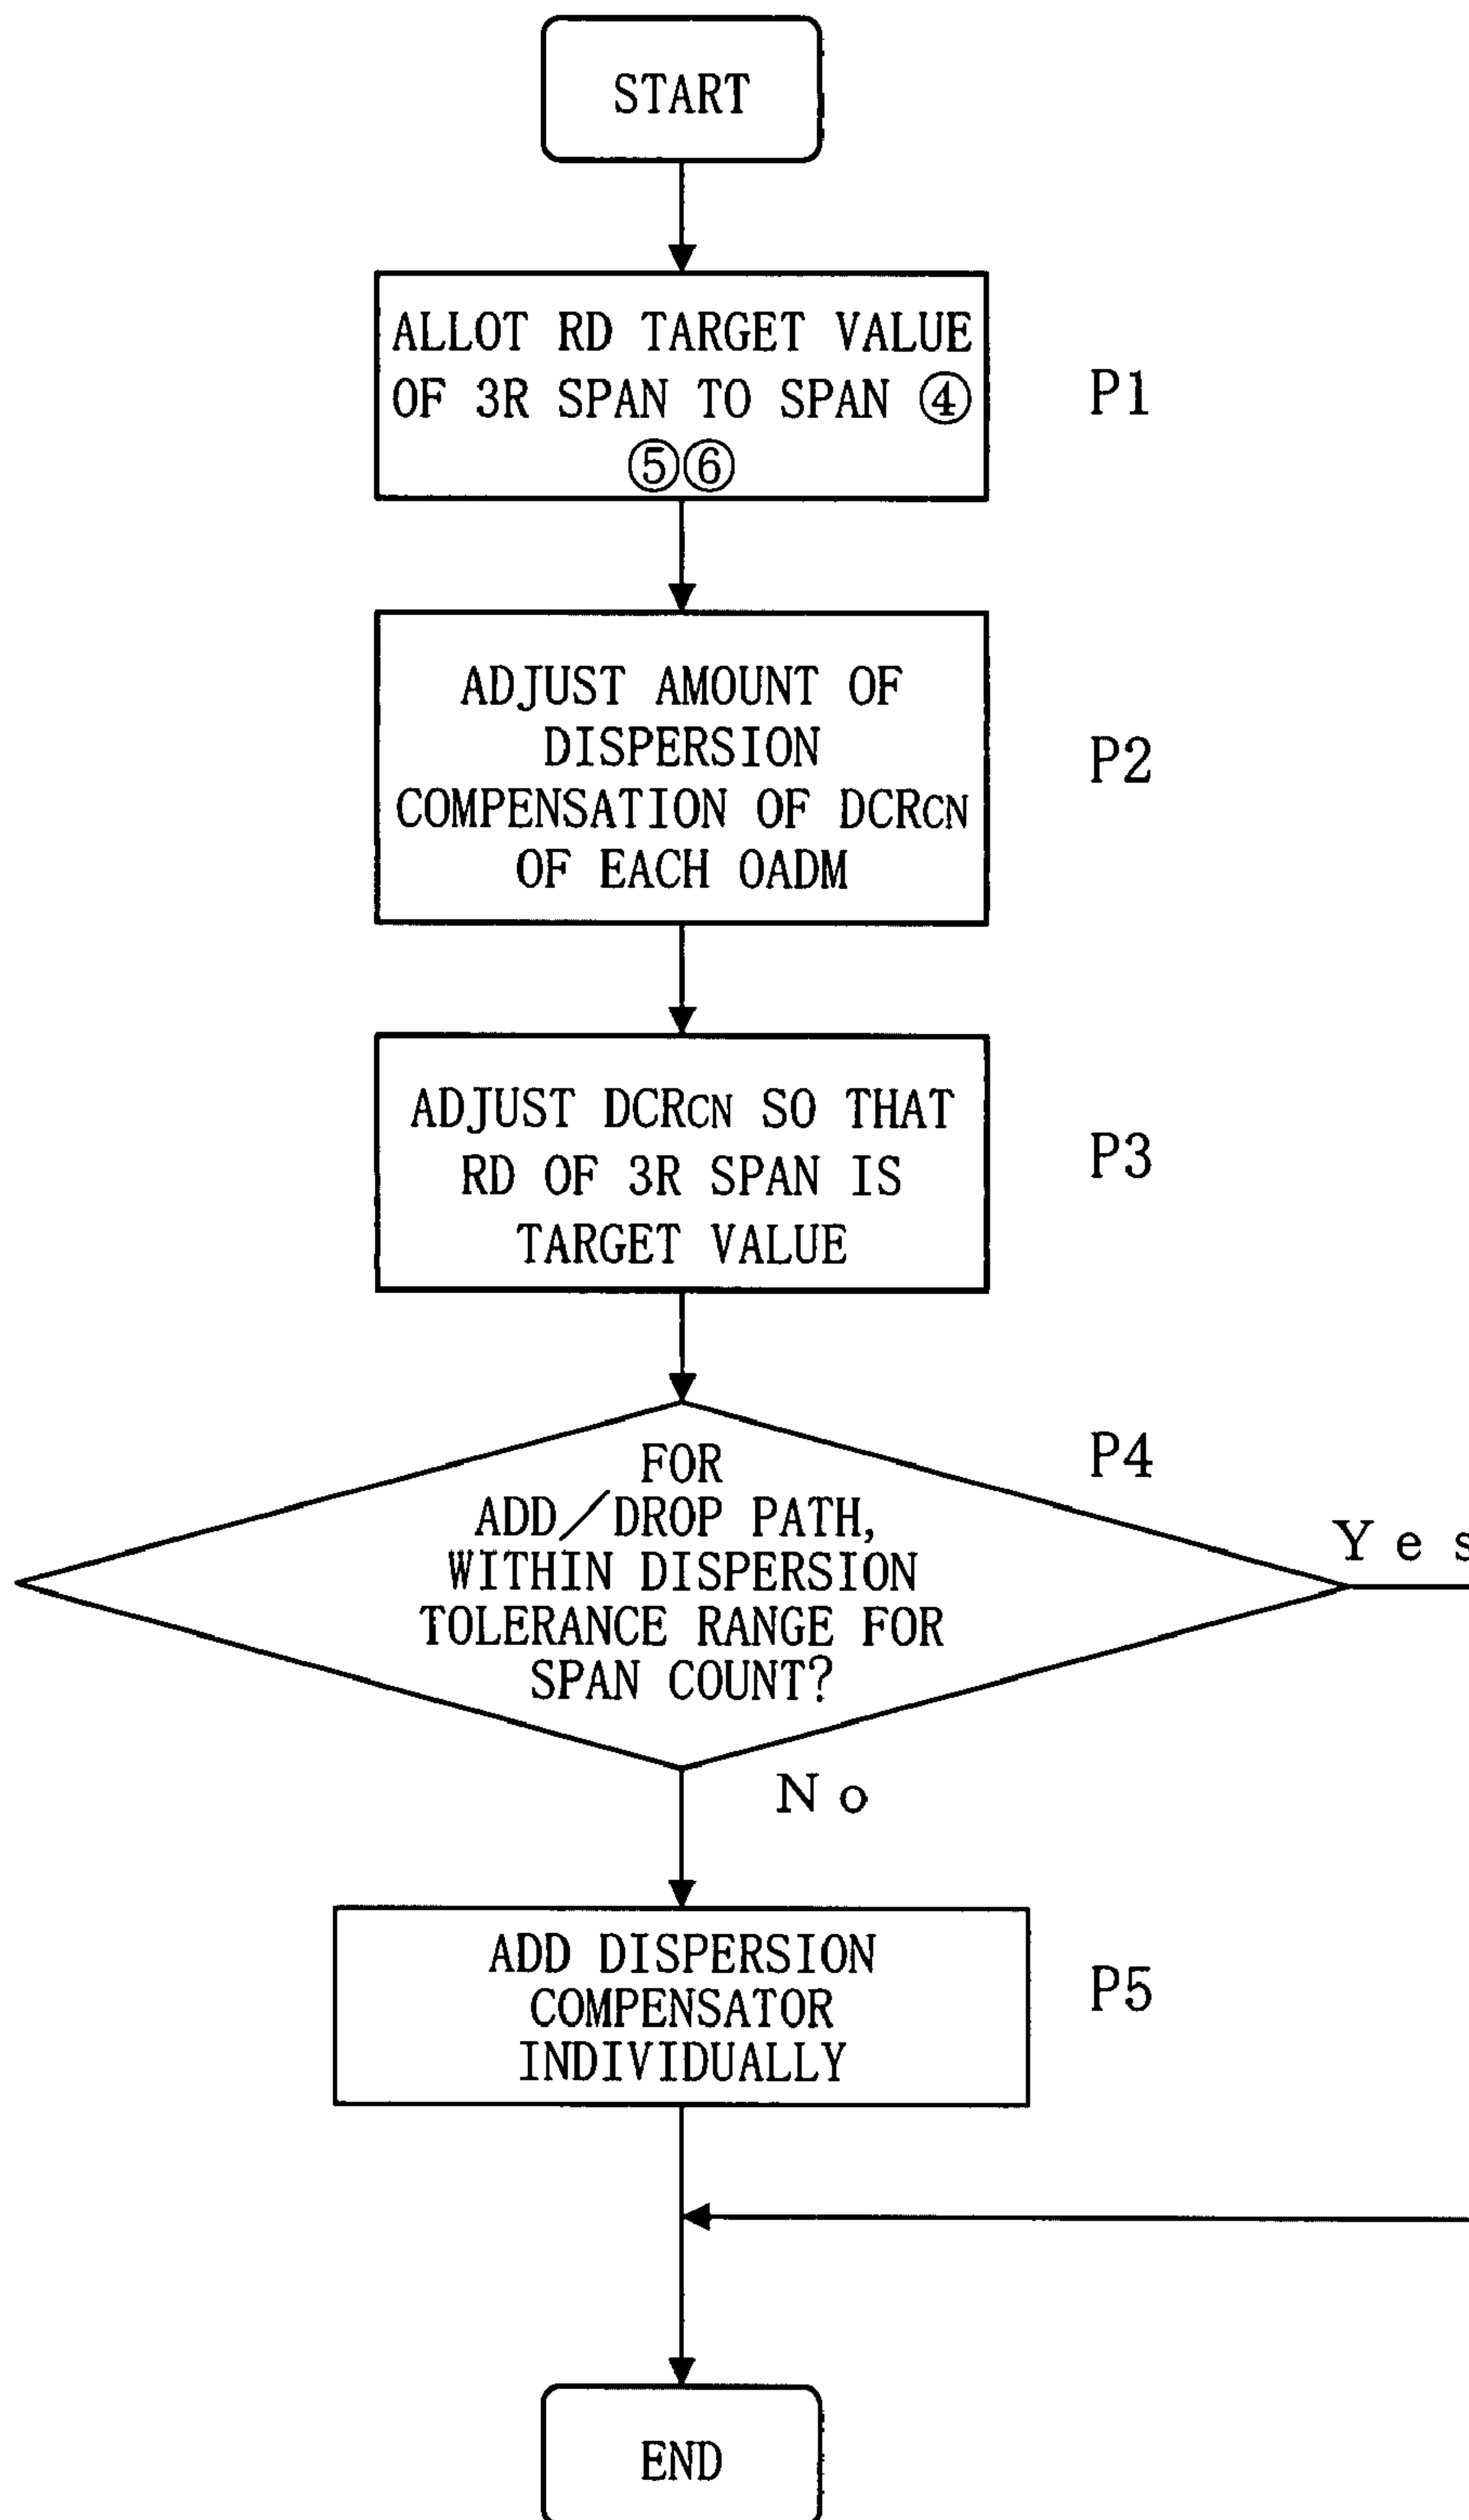 START
ALLOT RD TARGET VALUE
OF 3R SPAN TO SPAN ④
⑤⑥
P1
ADJUST AMOUNT OF
DISPERSION
COMPENSATION OF DCRCN
OF EACH OADM
P2
ADJUST DCRCN SO THAT
RD OF 3R SPAN IS
TARGET VALUE
P3
FOR
ADD/DROP PATH,
WITHIN DISPERSION
TOLERANCE RANGE FOR
SPAN COUNT?
P4
Yes
No
ADD DISPERSION
COMPENSATOR
INDIVIDUALLY
P5
END